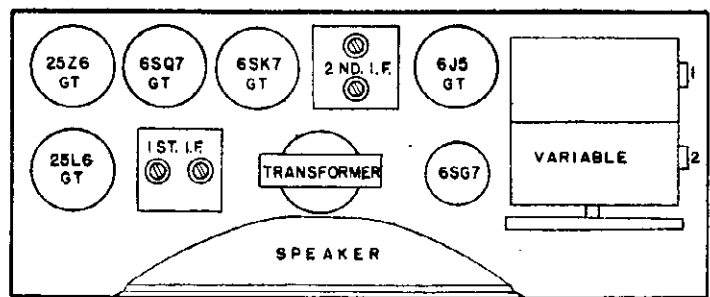 25Z6
GT
6SQ7
GT
6SK7
GT
2 ND. I.F.
6J5
GT
1
25L6
GT
1 ST. I.F.
TRANSFORMER
6SG7
VARIABLE
2
SPEAKER